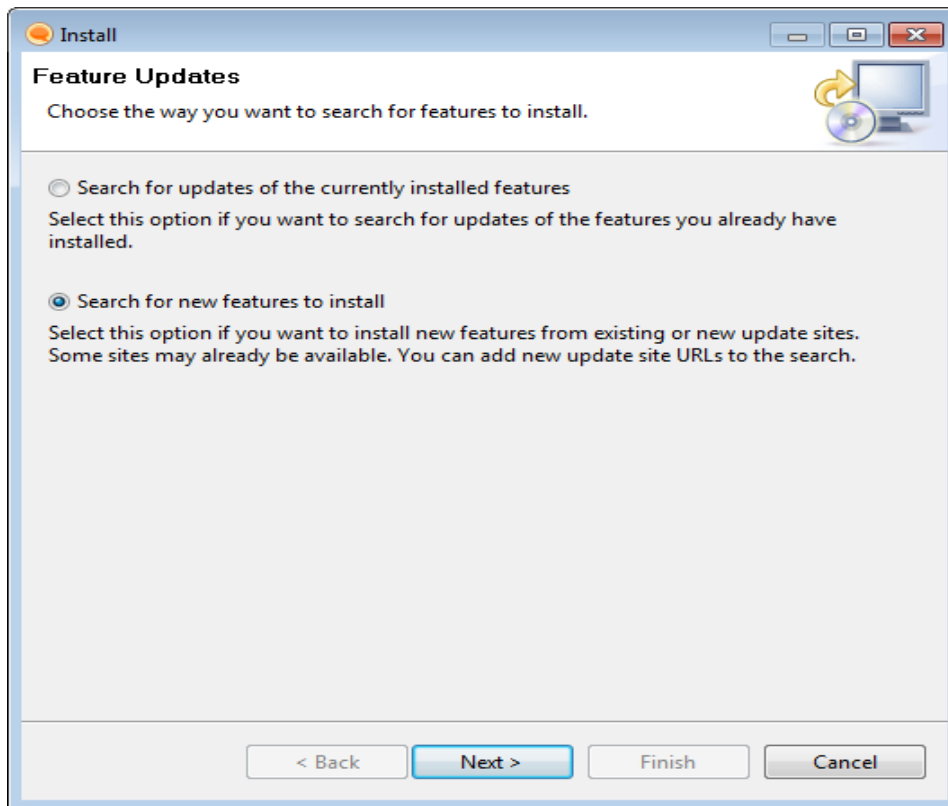 Install
Feature Updates
Choose the way you want to search for features to install.
Search for updates of the currently installed features
Select this option if you want to search for updates of the features you already have
installed.
Search for new features to install
Select this option if you want to install new features from existing or new update sites.
Some sites may already be available. You can add new update site URLs to the search.
< Back Next > Finish Cancel